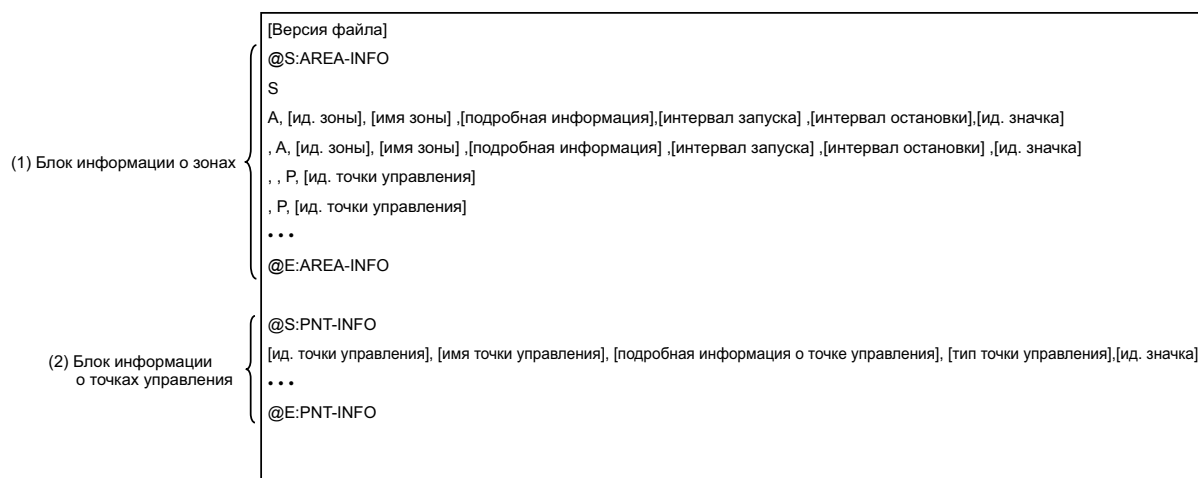 [Версия файла]
@S:AREA-INFO
S
A, [ид. зоны], [имя зоны] ,[подробная информация],[интервал запуска] ,[интервал остановки],[ид. значка]
(1) Блок информации о зонах
, A, [ид. зоны], [имя зоны] ,[подробная информация] ,[интервал запуска] ,[интервал остановки] ,[ид. значка]
, , P, [ид. точки управления]
, P, [ид. точки управления]
• • •
@E:AREA-INFO
@S:PNT-INFO
(2) Блок информации
о точках управления
[ид. точки управления], [имя точки управления], [подробная информация о точке управления], [тип точки управления],[ид. значка]
• • •
@E:PNT-INFO